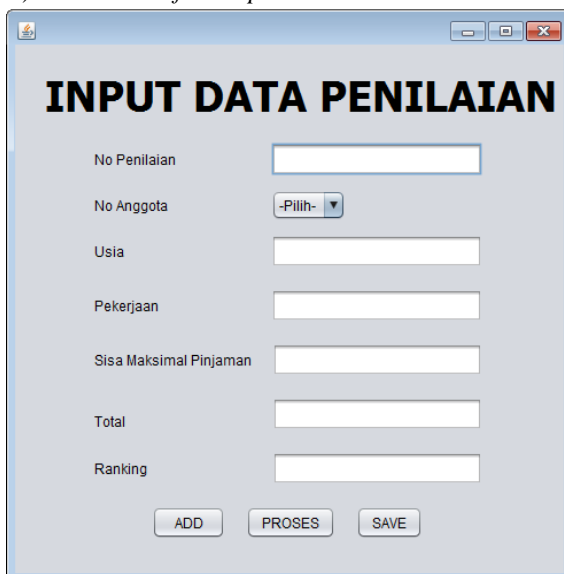 INPUT DATA PENILAIAN
No Penilaian
No Anggota -Pilih-
Usia
Pekerjaan
Sisa Maksimal Pinjaman
Total
Ranking
ADD PROSES SAVE